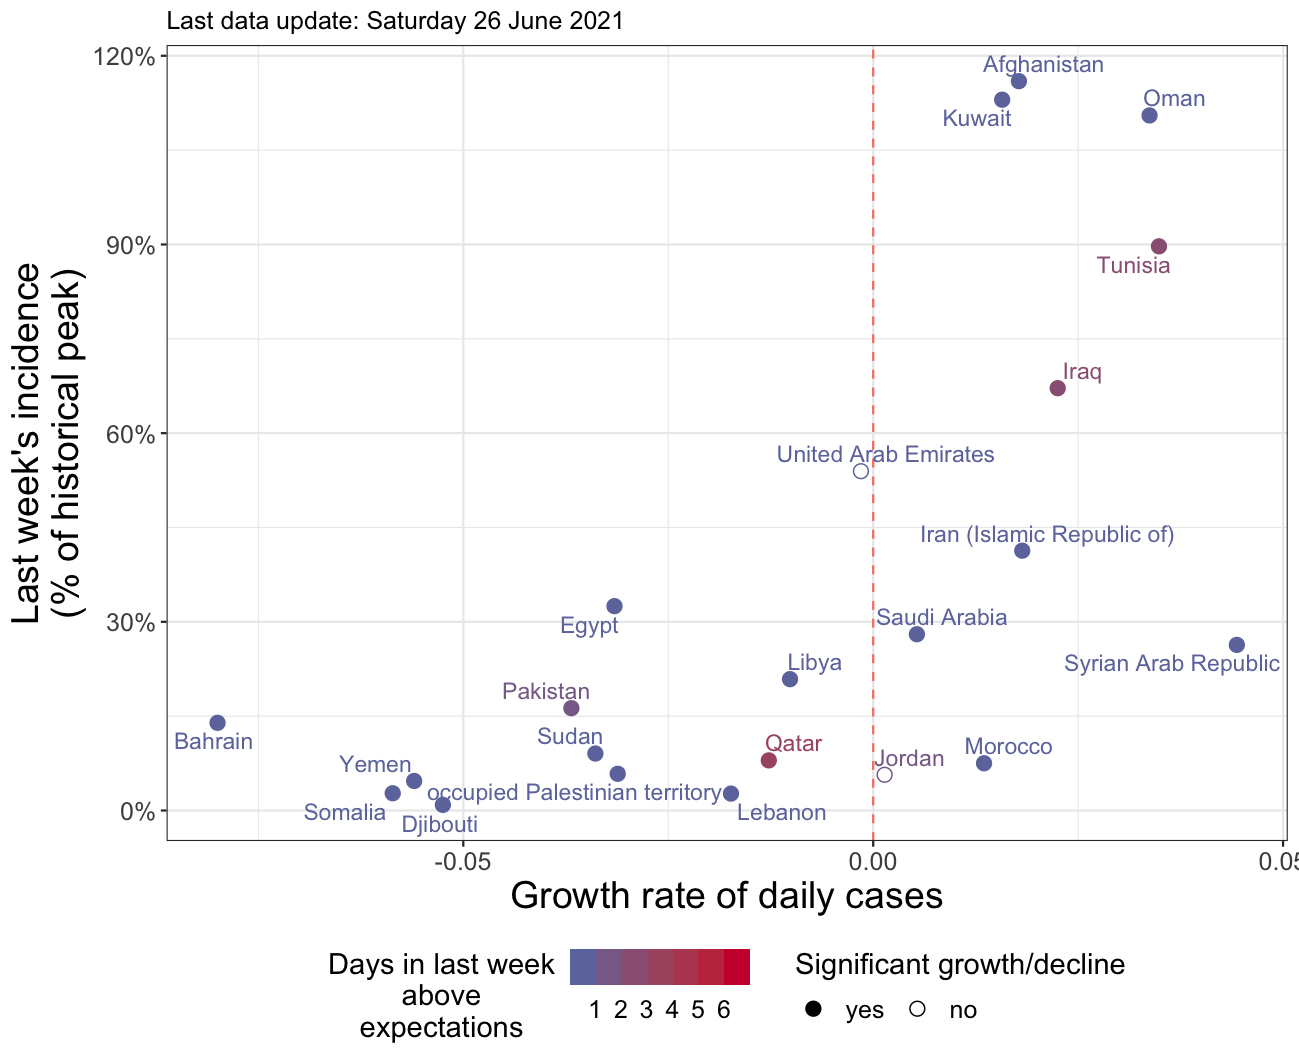 Last data update: Saturday 26 June 2021
120%
90%
60%
30%
0%
Last week's incidence
(% of historical peak)
Afghanistan
Oman
Kuwait
Tunisia
Iraq
United Arab Emirates
Iran (Islamic Republic of)
Egypt
Saudi Arabia
Libya
Syrian Arab Republic
Pakistan
Bahrain
Sudan
Qatar
Morocco
Jordan
Yemen
occupied Palestinian territory
Somalia
Lebanon
Djibouti
-0.05 0.00 0.05
Growth rate of daily cases
Days in last week
above
expectations
1 2 3 4 5 6
Significant growth/decline
yes no